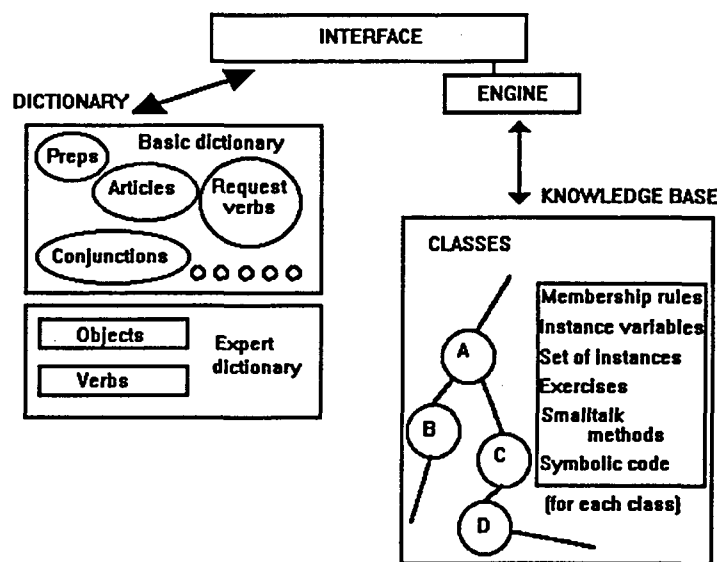 INTERFACE
ENGINE
DICTIONARY
Basic dictionary
Preps
Articles
Request
verbs
Conjunctions
Objects
Verbs
Expert
dictionary
KNOWLEDGE BASE
CLASSES
A
B
C
D
Membership rules
Instance variables
Set of instances
Exercises
Smalltalk
methods
Symbolic code
(for each class)